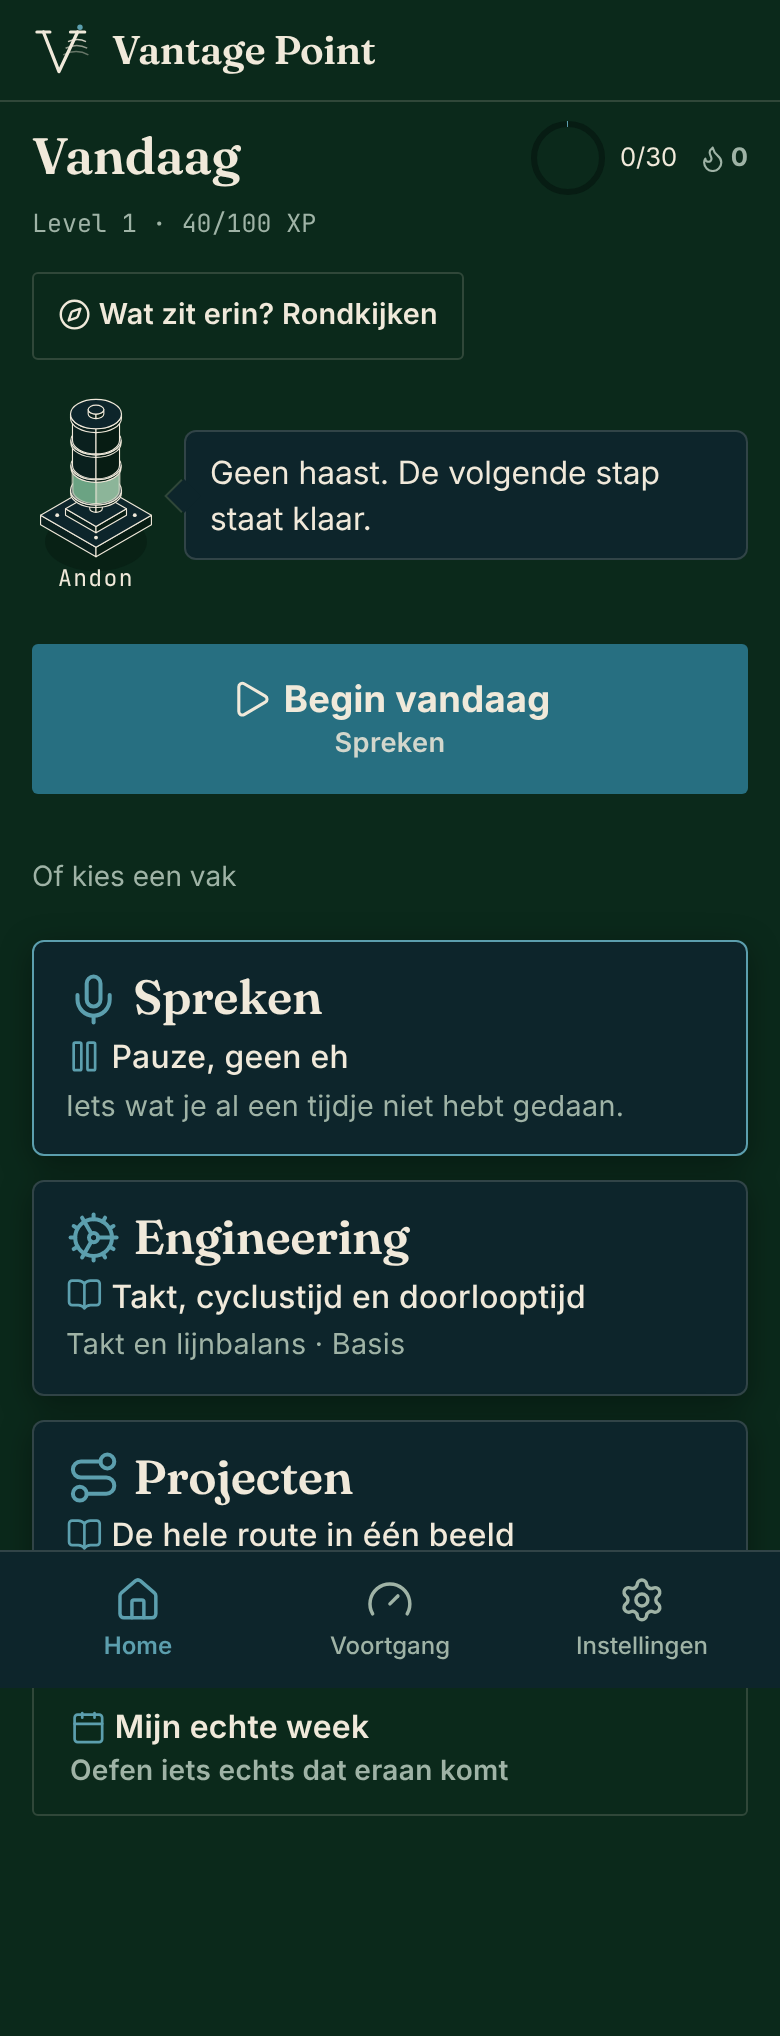 Vantage Point
Vandaag
0/30
0
Level 1 · 40/100 XP
Wat zit erin? Rondkijken
Geen haast. De volgende stap
staat klaar.
Andon
Begin vandaag
Spreken
Of kies een vak
Spreken
Pauze, geen eh
Iets wat je al een tijdje niet hebt gedaan.
Engineering
Takt, cyclustijd en doorlooptijd
Takt en lijnbalans · Basis
Projecten
De hele route in één beeld
Home
Voortgang
Instellingen
Mijn echte week
Oefen iets echts dat eraan komt